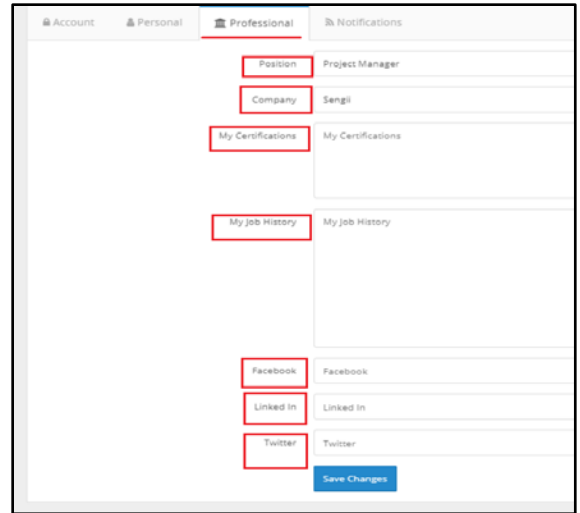 Account Personal Professional Notifications
Position Project Manager
Company Sengii
My Certifications My Certifications
My Job History My Job History
Facebook Facebook
Linked In Linked In
Twitter Twitter
Save Changes